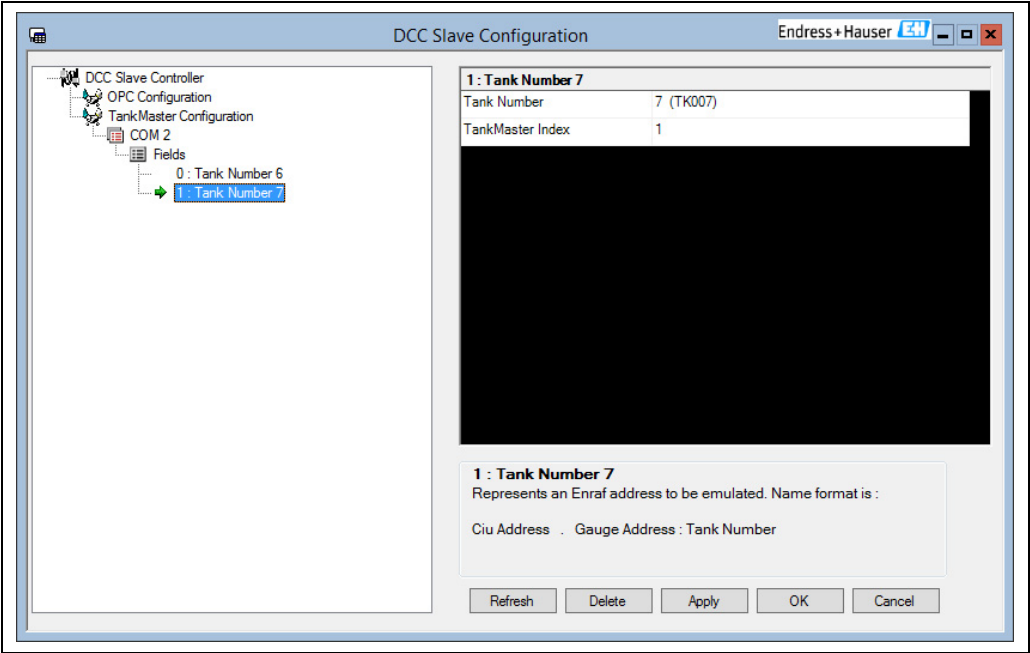 DCC Slave Configuration
Endress+Hauser EH
DCC Slave Controller
OPC Configuration
TankMaster Configuration
COM 2
Fields
0 : Tank Number 6
1 : Tank Number 7
1 : Tank Number 7
Tank Number 7 (TK007)
TankMaster Index 1
1 : Tank Number 7
Represents an Enraf address to be emulated. Name format is :
Ciu Address . Gauge Address : Tank Number
Refresh Delete Apply OK Cancel